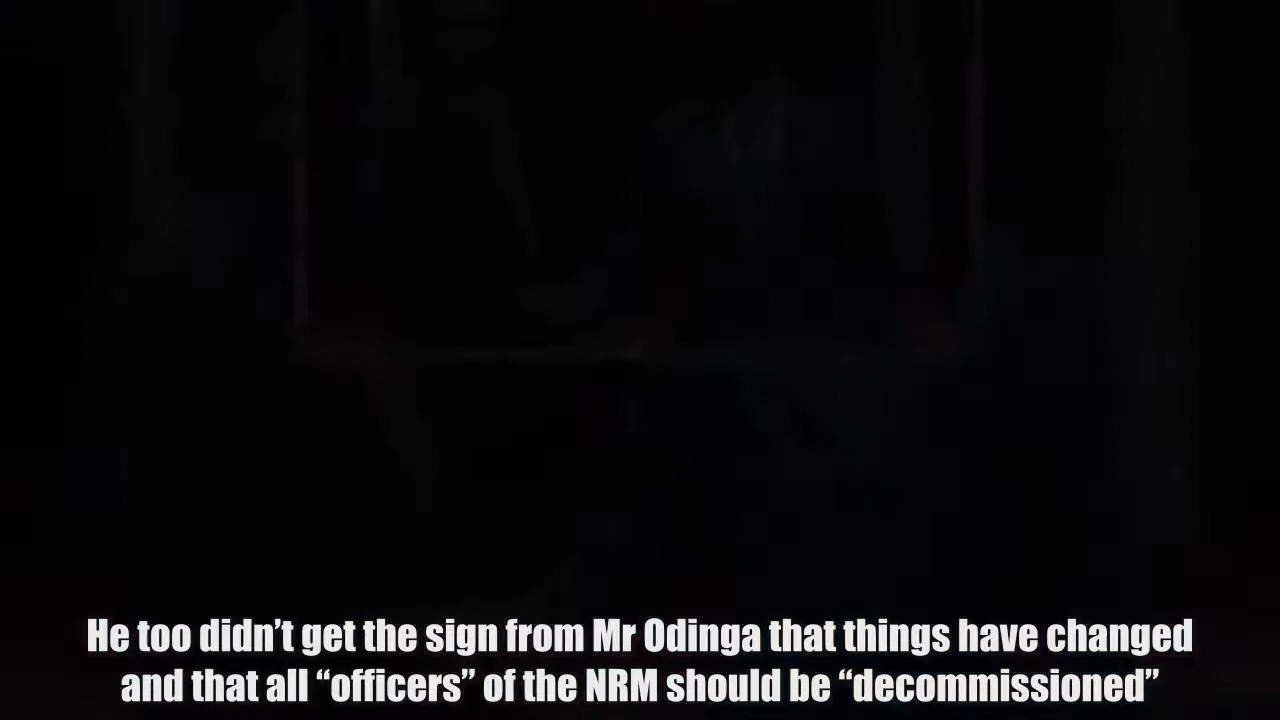 He too didn’t get the sign from Mr Odinga that things have changed
and that all “officers” of the NRM should be “decommissioned”